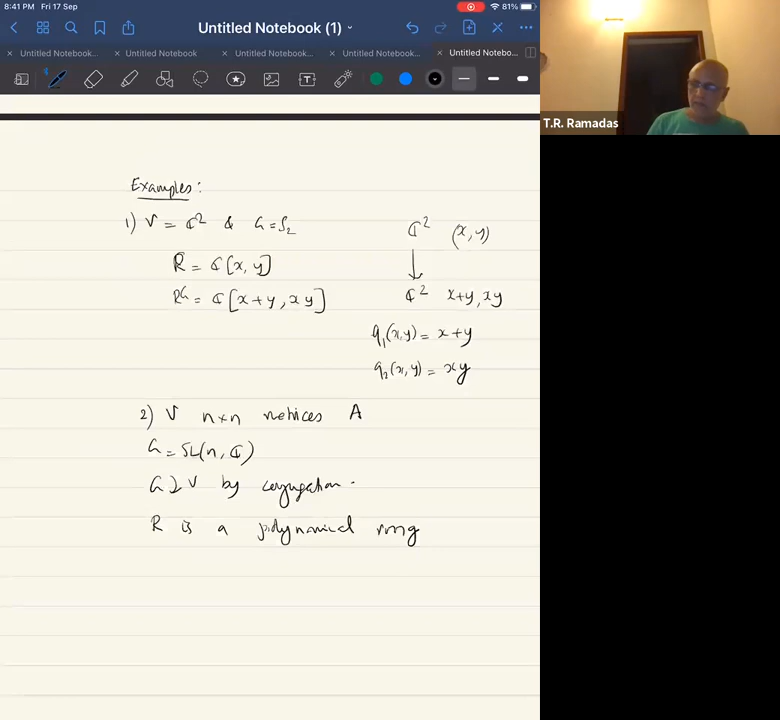 8:41 PM Fri 17 Sep
81%
Untitled Notebook (1)
Untitled Notebook...
Untitled Notebook
Untitled Notebook...
Untitled Notebook...
Untitled Notebo...
T.R. Ramadas
Examples:
1) V = ℂ² & G = S₂
ℂ² (x, y)
R = ℂ[x, y]
Rᴳ = ℂ[x+y, xy]
ℂ² x+y, xy
q₁(x,y) = x+y
q₂(x,y) = xy
2) V n×n matrices A
G = SL(n, ℂ)
G ⊃ V by conjugation.
R is a polynomial ring